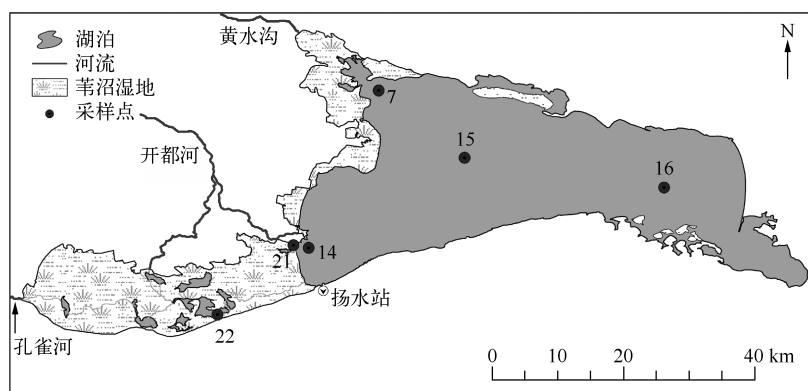 黄水沟
N
湖泊
河流
苇沼湿地
采样点
7
开都河
15
16
21
14
扬水站
22
孔雀河
0 10 20 40 km